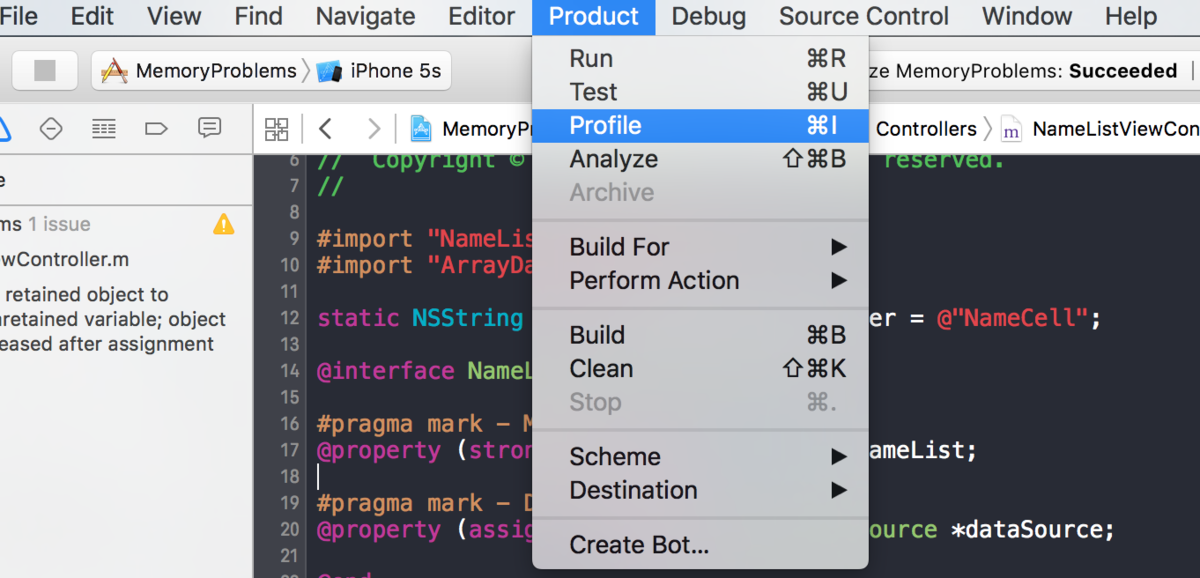 File Edit View Find Navigate Editor Product Debug Source Control Window Help
MemoryProblems iPhone 5s
ze MemoryProblems: Succeeded
MemoryP Controllers NameListViewCon
e
ms 1 issue
wController.m
retained object to
retained variable; object
eased after assignment
Run ⌘R
Test ⌘U
Profile ⌘I
Analyze ⇧⌘B
Archive
Build For ▶
Perform Action ▶
Build ⌘B
Clean ⇧⌘K
Stop ⌘.
Scheme ▶
Destination ▶
Create Bot...
6 // Copyright © reserved.
7 //
8
9 #import "NameLis
10 #import "ArrayDa
11
12 static NSString er = @"NameCell";
13
14 @interface NameL
15
16 #pragma mark - M
17 @property (stron ameList;
18
19 #pragma mark - D
20 @property (assig ource *dataSource;
21